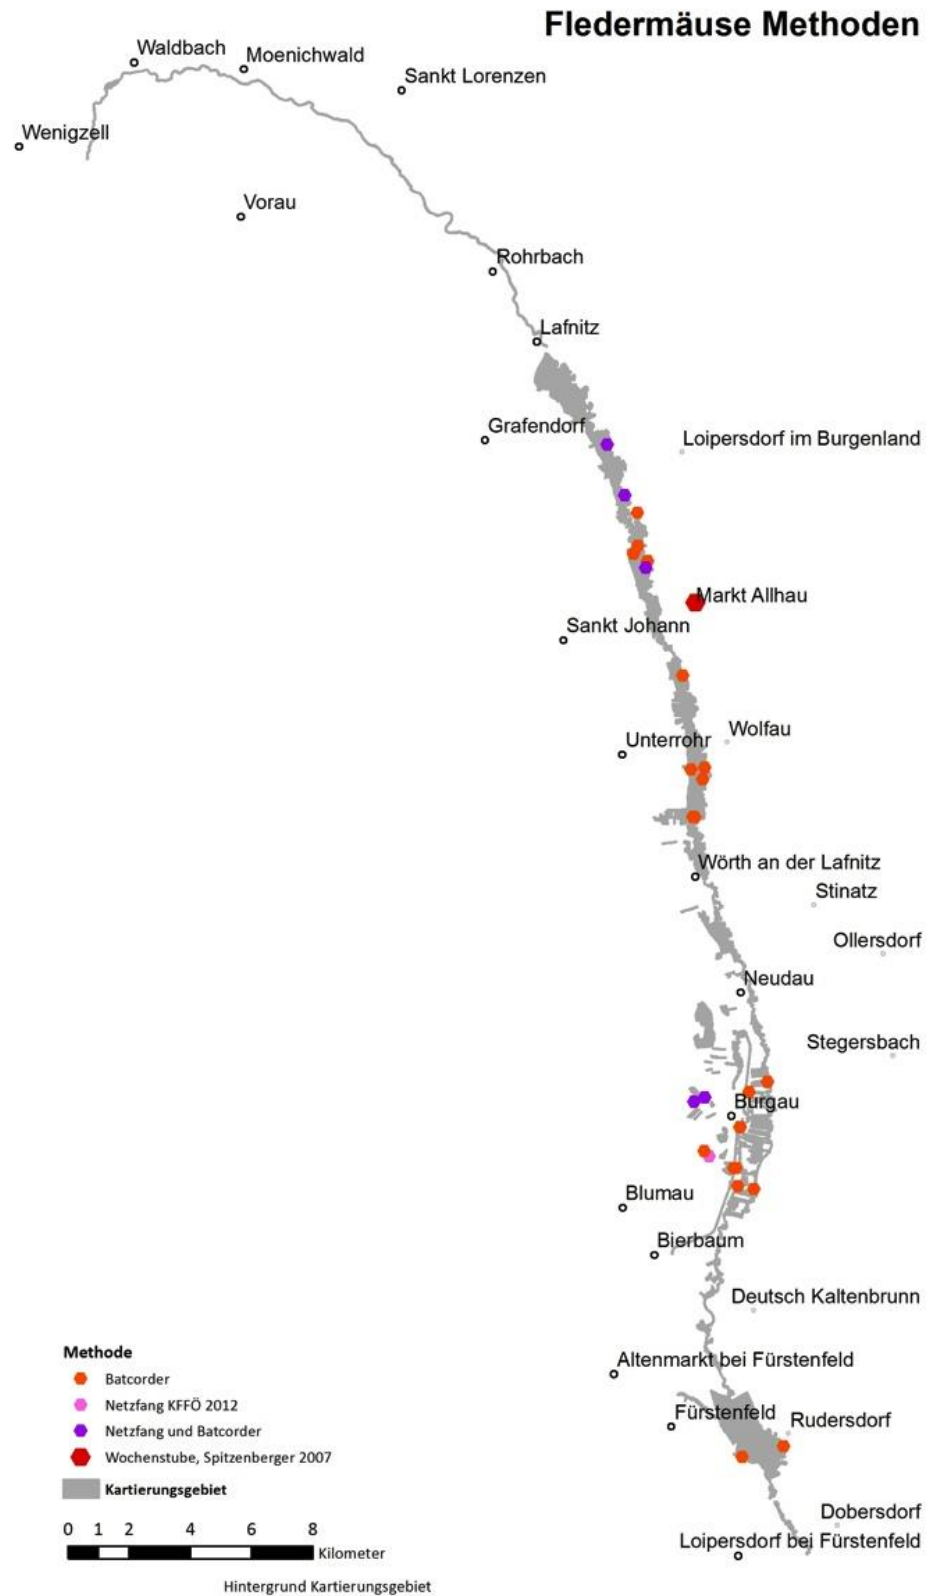 Fledermäuse Methoden
Waldbach
Moenichwald
Sankt Lorenzen
Wenigzell
Vorau
Rohrbach
Lafnitz
Grafendorf
Loipersdorf im Burgenland
Markt Allhau
Sankt Johann
Wolfau
Unterrohr
Wörth an der Lafnitz
Stinatz
Ollersdorf
Neudau
Stegersbach
Burgau
Blumau
Bierbaum
Deutsch Kaltenbrunn
Altenmarkt bei Fürstenfeld
Fürstenfeld
Rudersdorf
Dobersdorf
Loipersdorf bei Fürstenfeld
Methode
Batcorder
Netzfang KFFÖ 2012
Netzfang und Batcorder
Wochenstube, Spitzenberger 2007
Kartierungsgebiet
0 1 2 4 6 8
Kilometer
Hintergrund Kartierungsgebiet